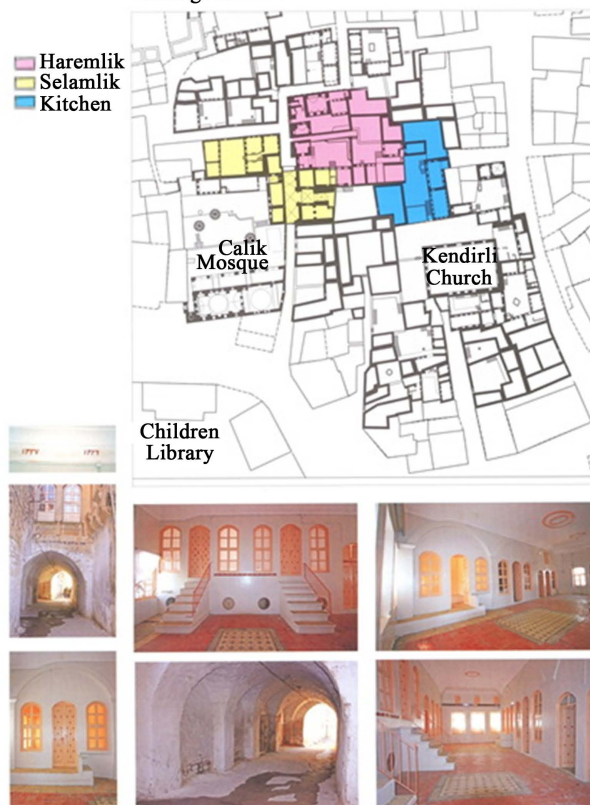 Haremlik
Selamlik
Kitchen
Calik
Mosque
Kendirli
Church
Children
Library